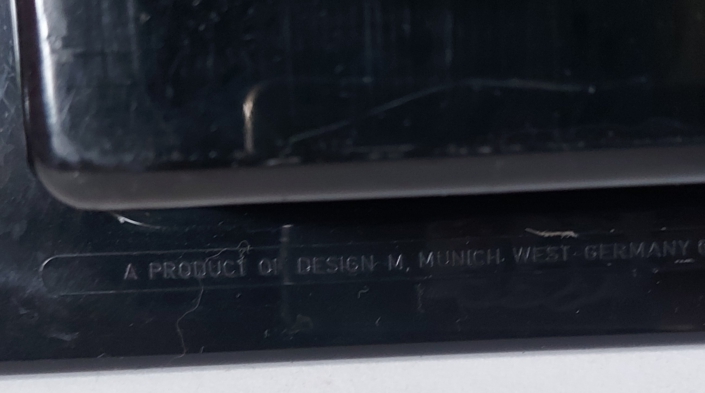 A PRODUCT OF DESIGN M, MUNICH WEST-GERMANY